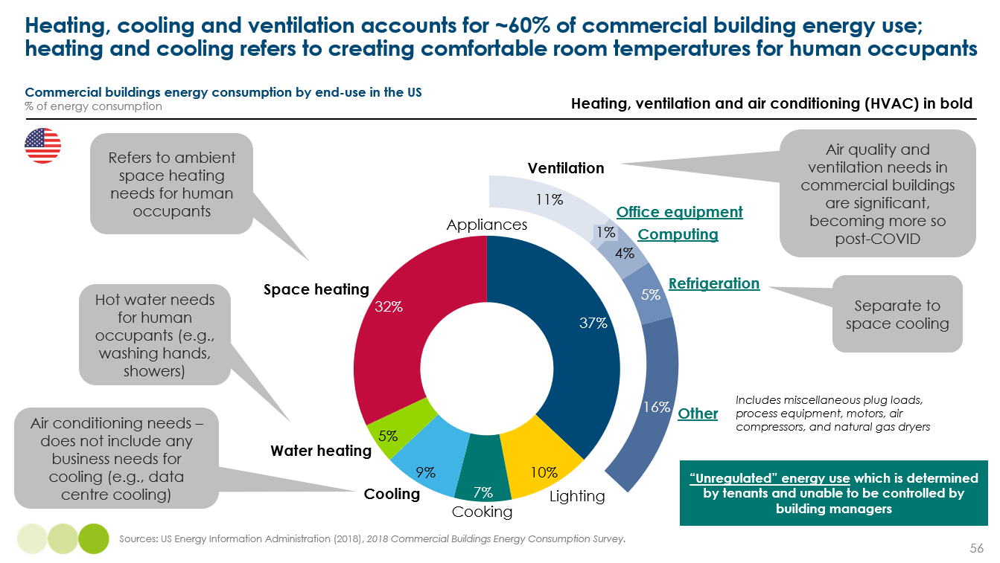 Heating, cooling and ventilation accounts for ~60% of commercial building energy use;
heating and cooling refers to creating comfortable room temperatures for human occupants
Commercial buildings energy consumption by end-use in the US
% of energy consumption
Heating, ventilation and air conditioning (HVAC) in bold
Refers to ambient
space heating
needs for human
occupants
Hot water needs
for human
occupants (e.g.,
washing hands,
showers)
Air conditioning needs –
does not include any
business needs for
cooling (e.g., data
centre cooling)
Space heating
32%
Water heating
5%
Cooling
9%
Cooking
7%
Lighting
10%
Appliances
37%
Ventilation
11%
Office equipment
1%
Computing
4%
Refrigeration
5%
Other
16%
Air quality and
ventilation needs in
commercial buildings
are significant,
becoming more so
post-COVID
Separate to
space cooling
Includes miscellaneous plug loads,
process equipment, motors, air
compressors, and natural gas dryers
“Unregulated” energy use which is determined
by tenants and unable to be controlled by
building managers
Sources: US Energy Information Administration (2018), 2018 Commercial Buildings Energy Consumption Survey.
56